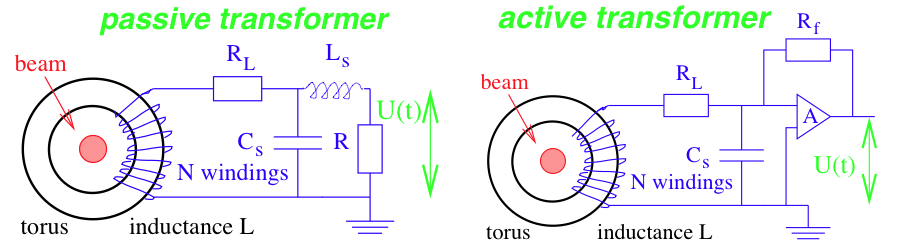 passive transformer
beam
R_L
L_s
U(t)
C_s
R
N windings
torus
inductance L
active transformer
R_f
beam
R_L
A
C_s
U(t)
N windings
torus
inductance L